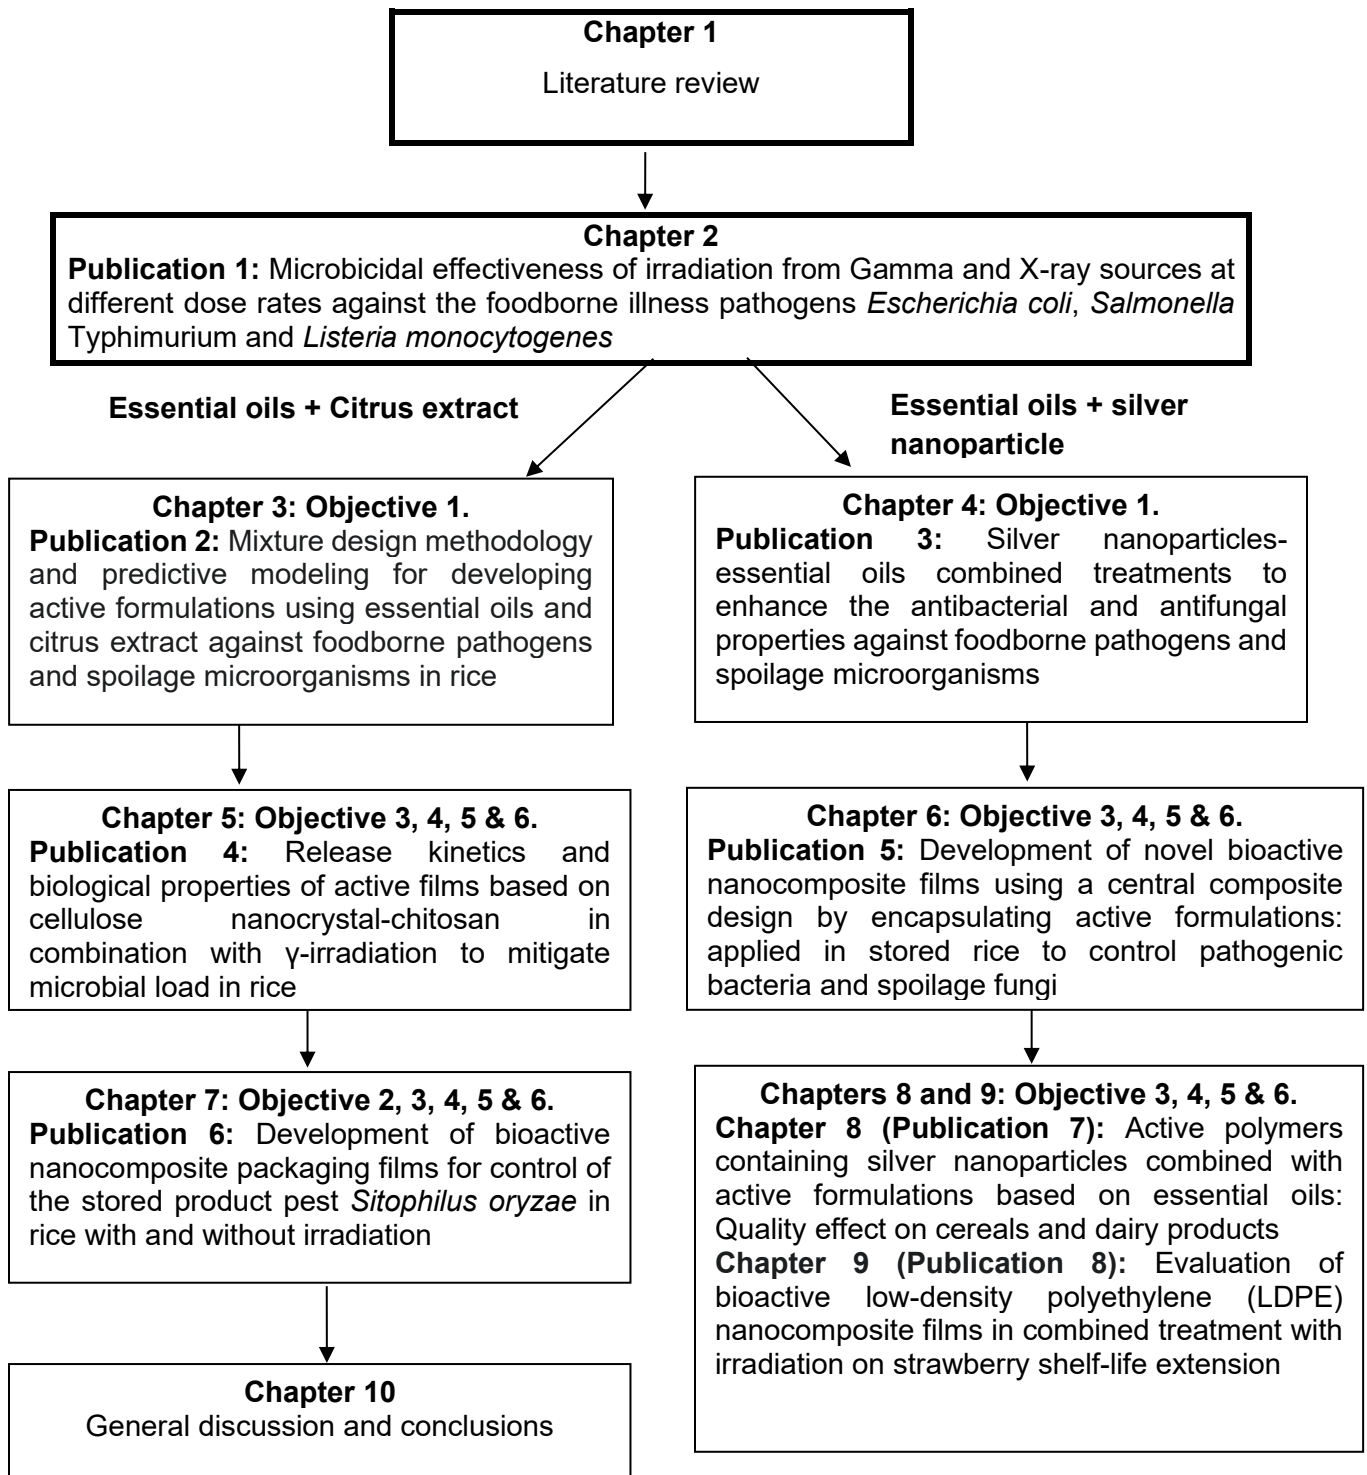 Chapter 1
Literature review
Chapter 2
Publication 1: Microbicidal effectiveness of irradiation from Gamma and X-ray sources at
different dose rates against the foodborne illness pathogens Escherichia coli, Salmonella
Typhimurium and Listeria monocytogenes
Essential oils + Citrus extract
Essential oils + silver
nanoparticle
Chapter 3: Objective 1.
Publication 2: Mixture design methodology
and predictive modeling for developing
active formulations using essential oils and
citrus extract against foodborne pathogens
and spoilage microorganisms in rice
Chapter 4: Objective 1.
Publication 3: Silver nanoparticles-
essential oils combined treatments to
enhance the antibacterial and antifungal
properties against foodborne pathogens and
spoilage microorganisms
Chapter 5: Objective 3, 4, 5 & 6.
Publication 4: Release kinetics and
biological properties of active films based on
cellulose nanocrystal-chitosan in
combination with γ-irradiation to mitigate
microbial load in rice
Chapter 6: Objective 3, 4, 5 & 6.
Publication 5: Development of novel bioactive
nanocomposite films using a central composite
design by encapsulating active formulations:
applied in stored rice to control pathogenic
bacteria and spoilage fungi
Chapter 7: Objective 2, 3, 4, 5 & 6.
Publication 6: Development of bioactive
nanocomposite packaging films for control of
the stored product pest Sitophilus oryzae in
rice with and without irradiation
Chapters 8 and 9: Objective 3, 4, 5 & 6.
Chapter 8 (Publication 7): Active polymers
containing silver nanoparticles combined with
active formulations based on essential oils:
Quality effect on cereals and dairy products
Chapter 9 (Publication 8): Evaluation of
bioactive low-density polyethylene (LDPE)
nanocomposite films in combined treatment with
irradiation on strawberry shelf-life extension
Chapter 10
General discussion and conclusions